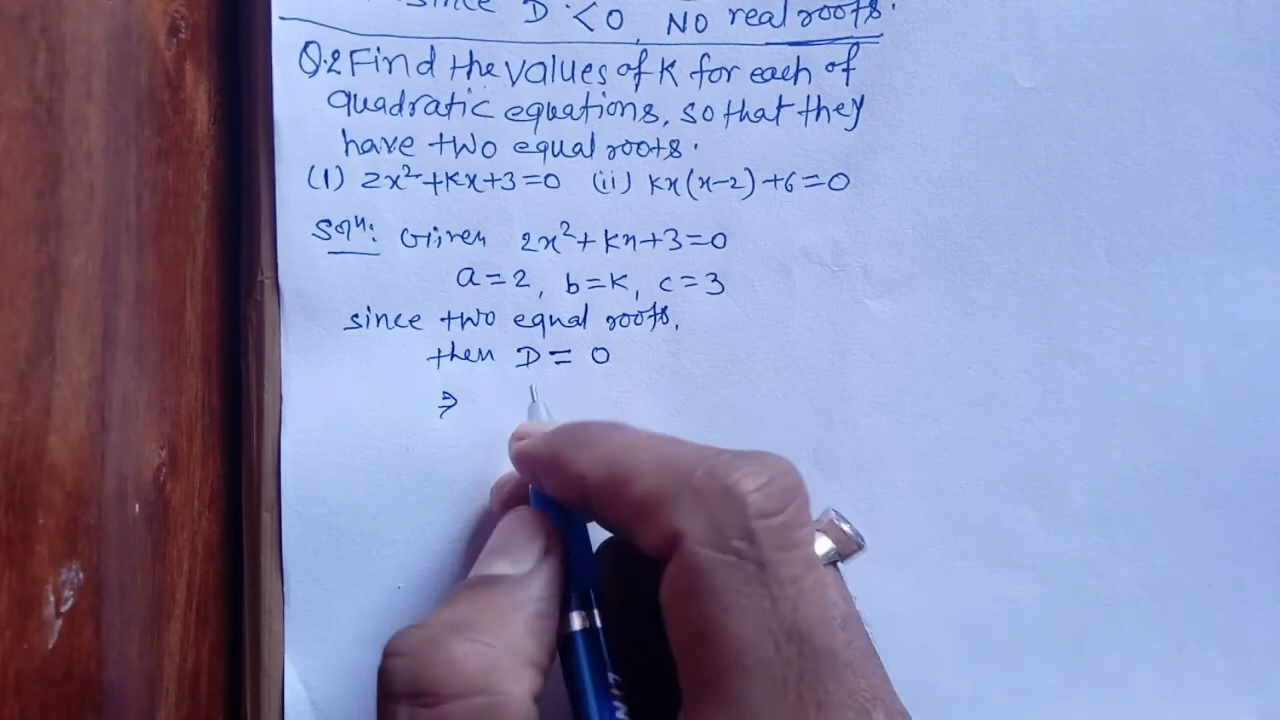 since D <0, No real roots.
Q.2 Find the values of K for each of
quadratic equations, so that they
have two equal roots.
(1) 2x²+Kx+3=0 (ii) Kx(x-2)+6=0
Solⁿ: Given 2x²+Kx+3=0
a=2, b=K, c=3
since two equal roots,
then D = 0
⇒